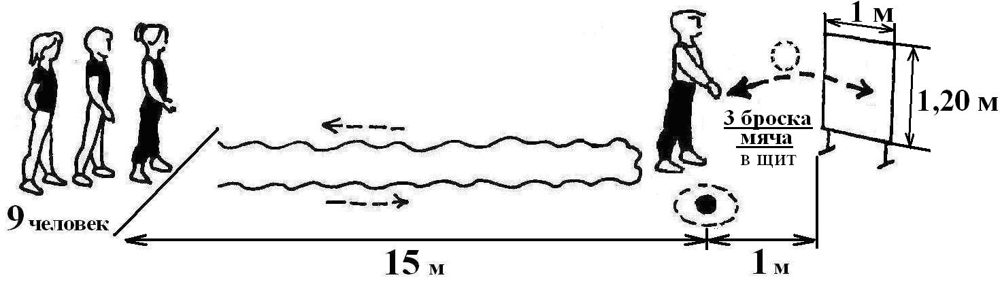 1 м
1,20 м
3 броска
мяча
в щит
9 человек
15 м
1 м